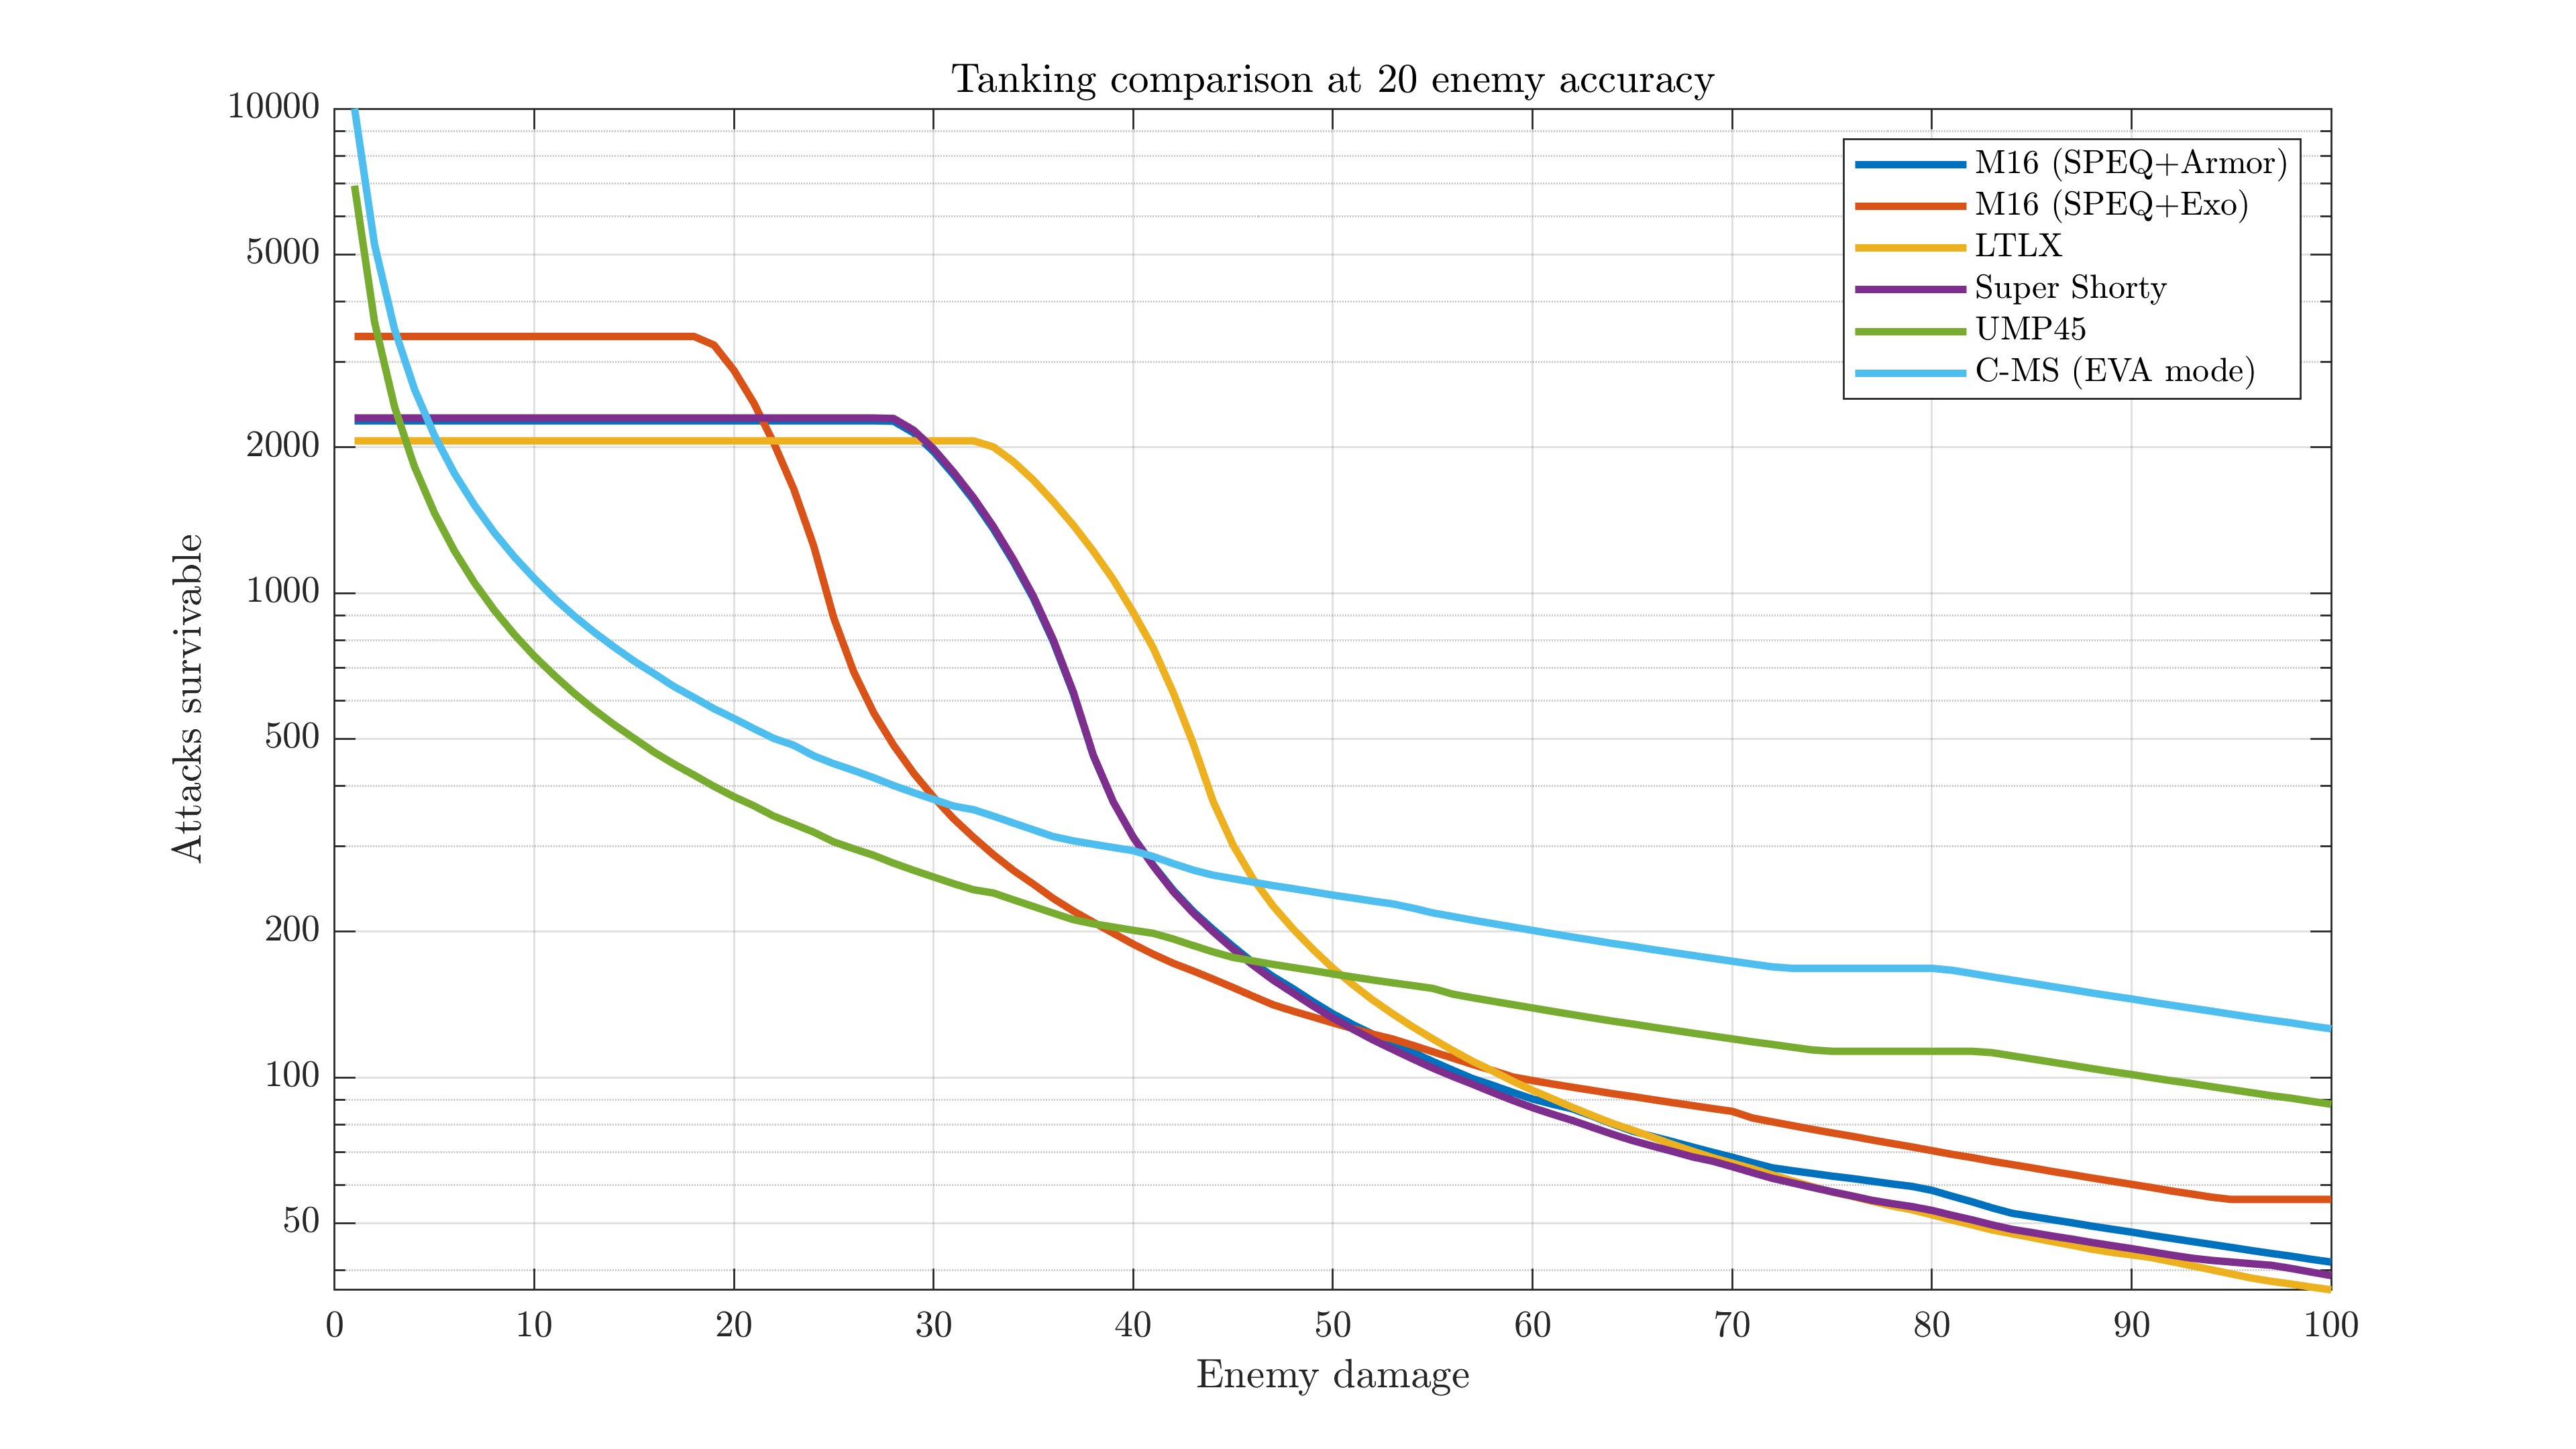 Tanking comparison at 20 enemy accuracy
10000
5000
2000
1000
500
200
100
50
Attacks survivable
M16 (SPEQ+Armor)
M16 (SPEQ+Exo)
LTLX
Super Shorty
UMP45
C-MS (EVA mode)
0 10 20 30 40 50 60 70 80 90 100
Enemy damage